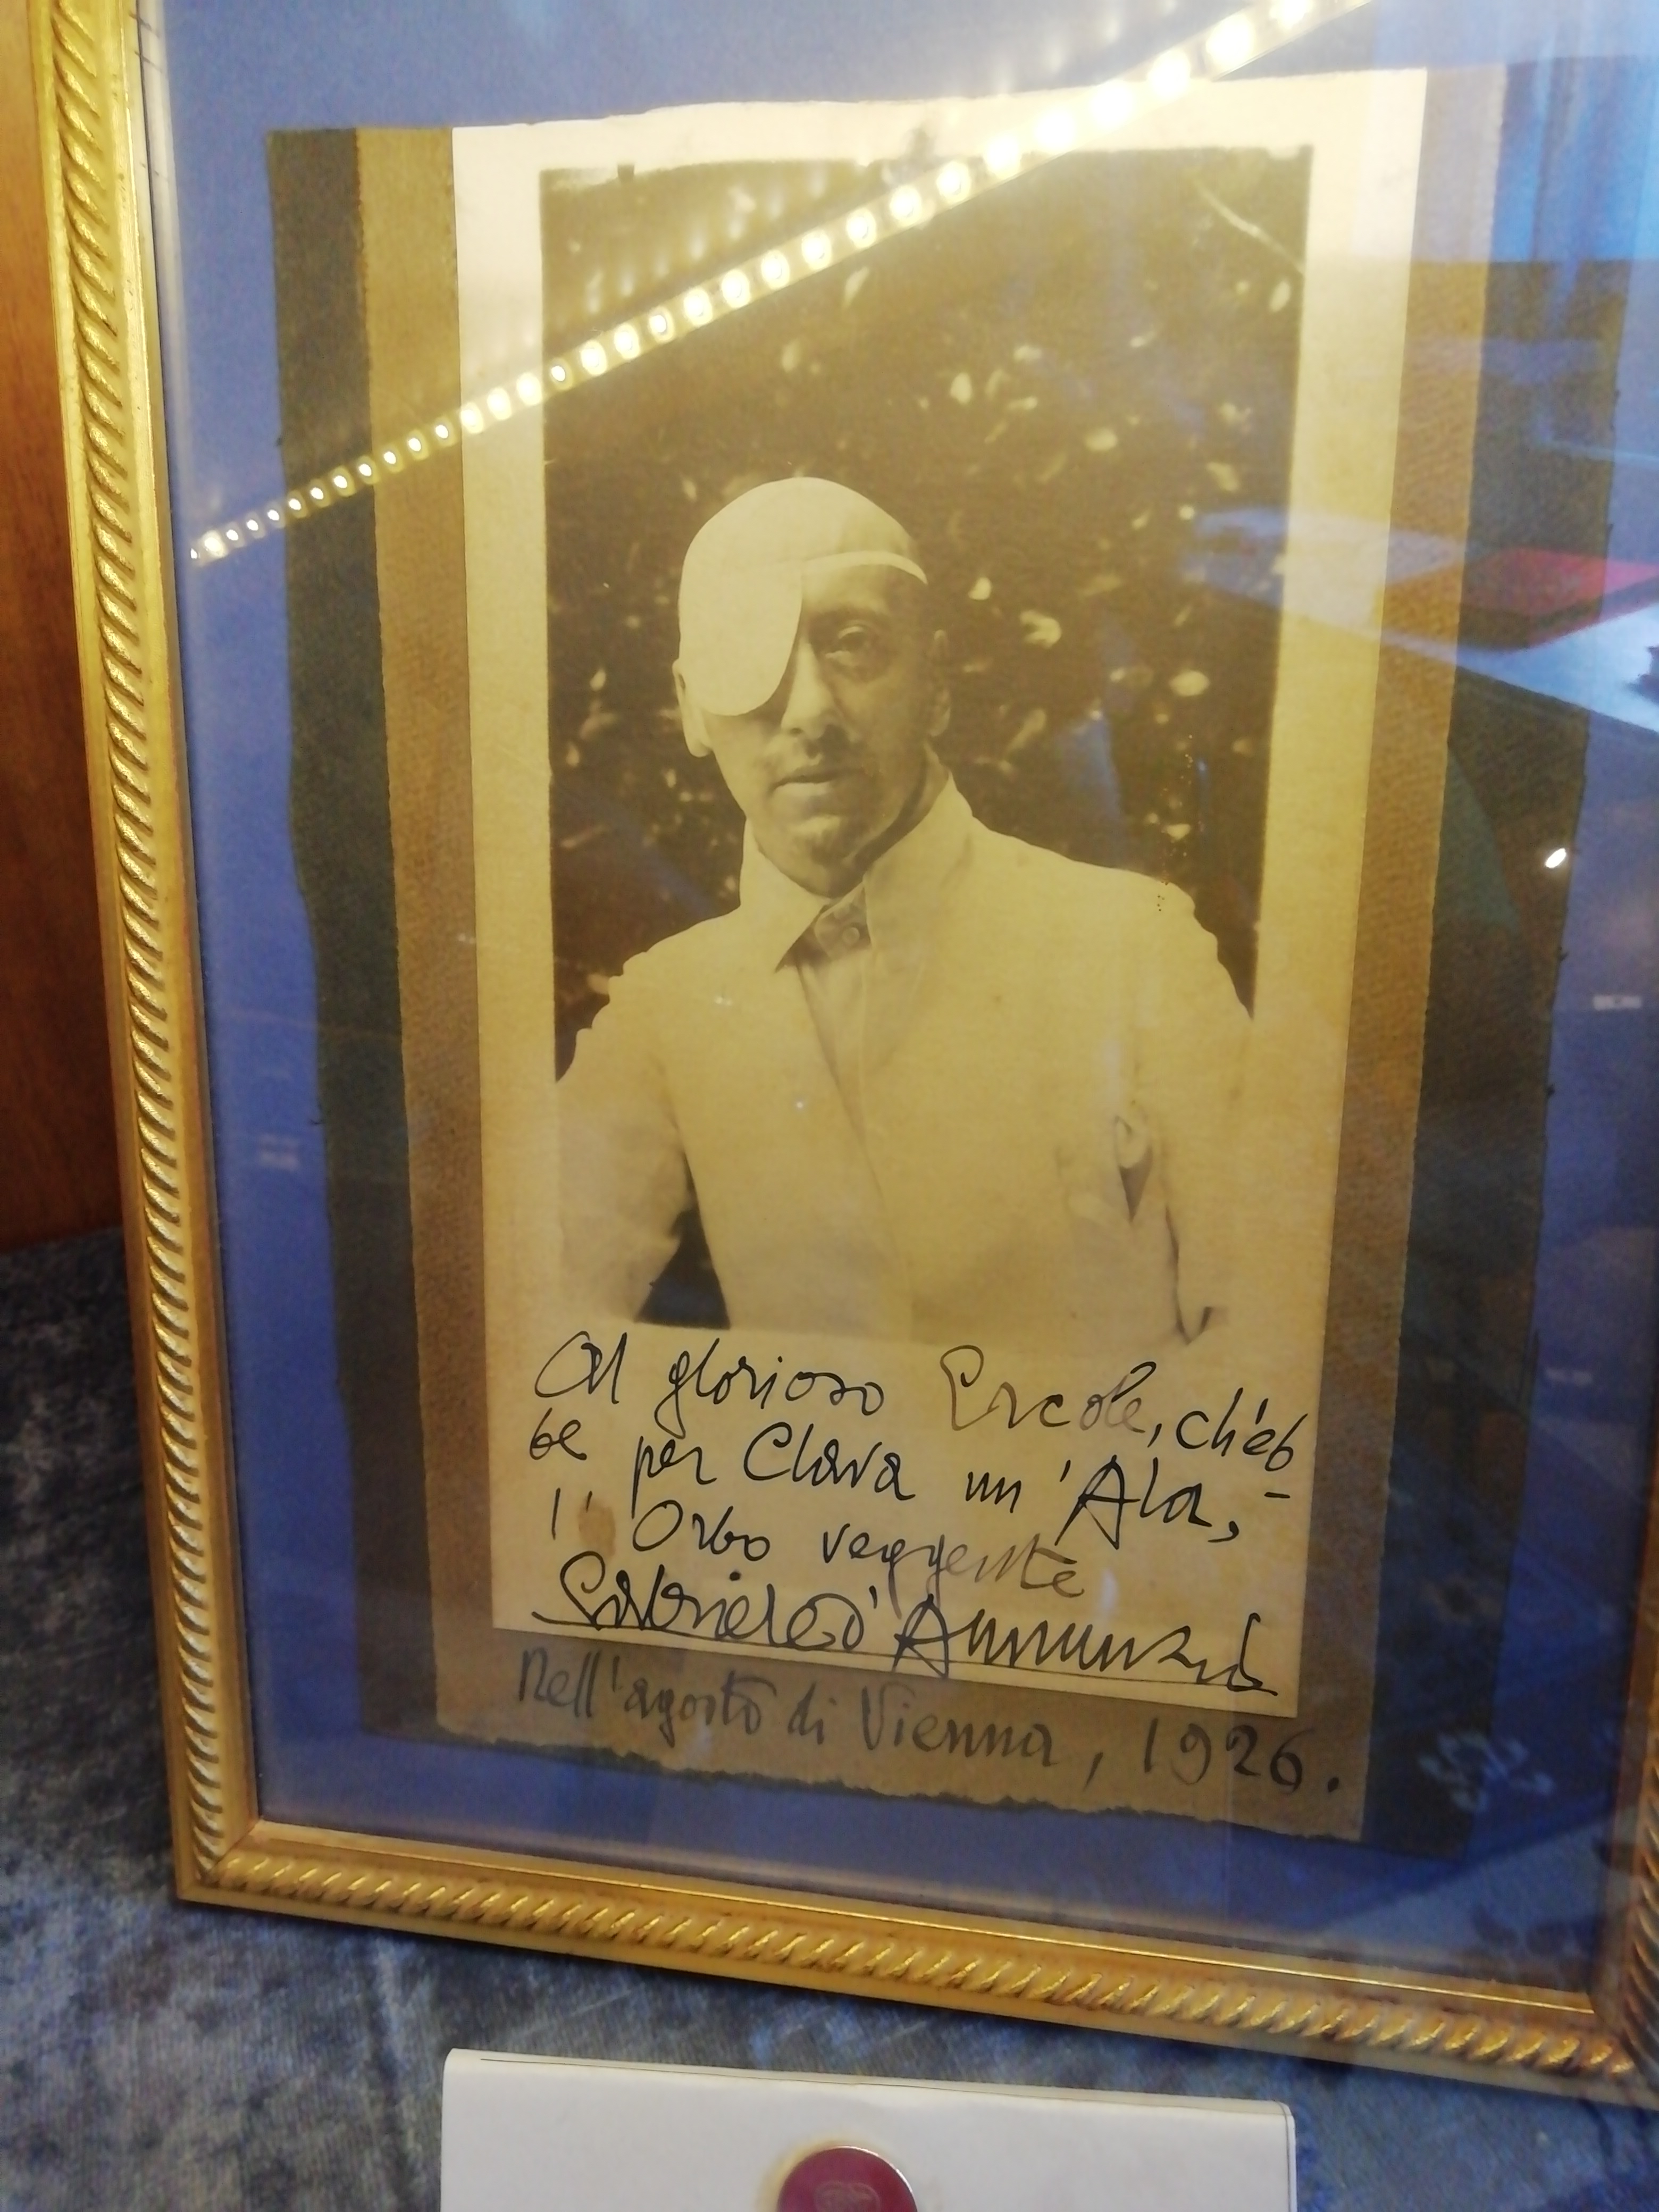 Al glorioso Ercole, ch'eb
be per Clava un'Ala, -
l'Orbo veggente
Gabriele d'Annunzio
Nell'agosto di Vienna, 1926.